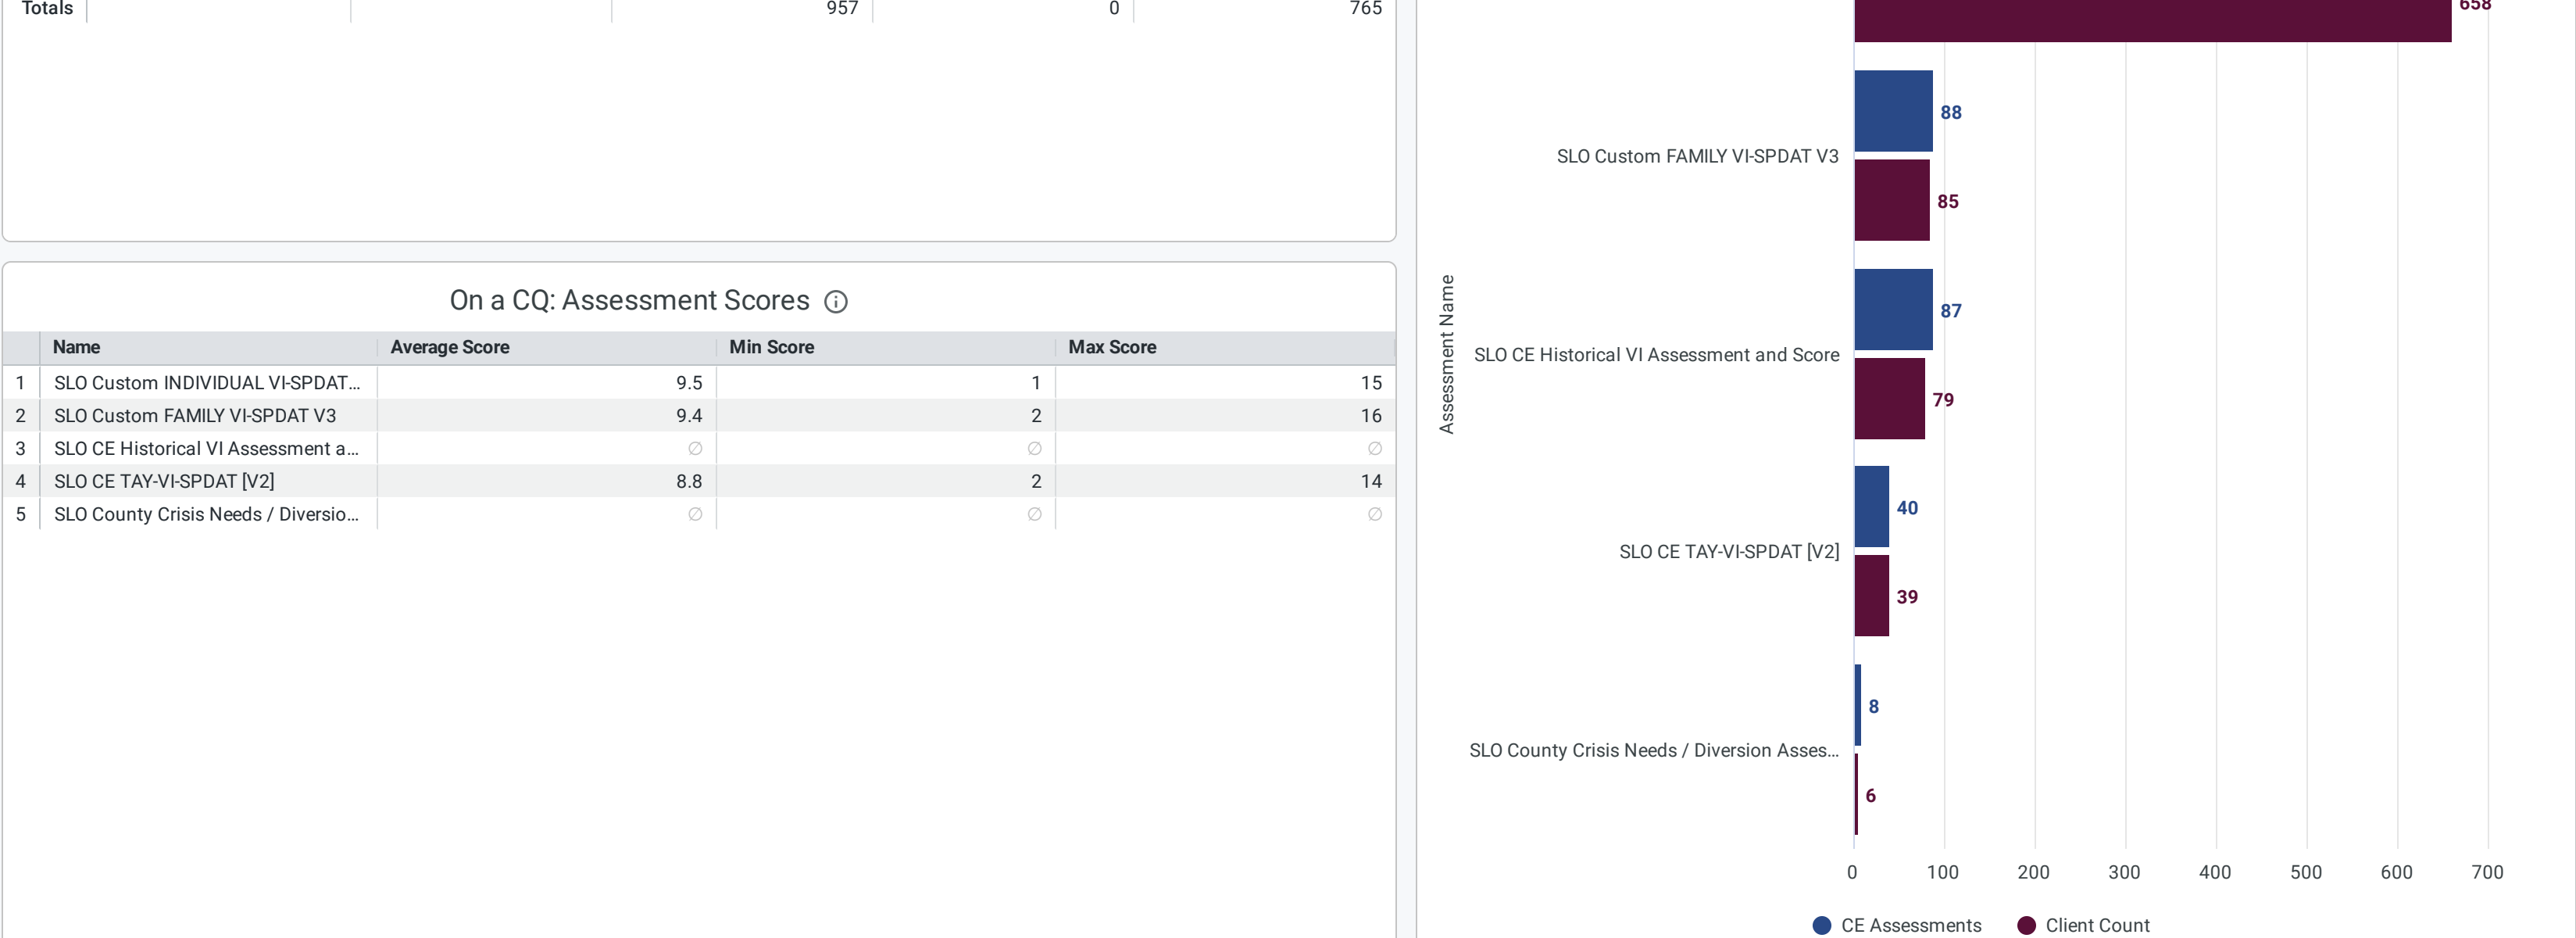 Totals 957 0 765
On a CQ: Assessment Scores
Name Average Score Min Score Max Score
1 SLO Custom INDIVIDUAL VI-SPDAT... 9.5 1 15
2 SLO Custom FAMILY VI-SPDAT V3 9.4 2 16
3 SLO CE Historical VI Assessment a... ∅ ∅ ∅
4 SLO CE TAY-VI-SPDAT [V2] 8.8 2 14
5 SLO County Crisis Needs / Diversio... ∅ ∅ ∅
658
Assessment Name
88
SLO Custom FAMILY VI-SPDAT V3
85
87
SLO CE Historical VI Assessment and Score
79
40
SLO CE TAY-VI-SPDAT [V2]
39
8
SLO County Crisis Needs / Diversion Asses...
6
0 100 200 300 400 500 600 700
CE Assessments Client Count